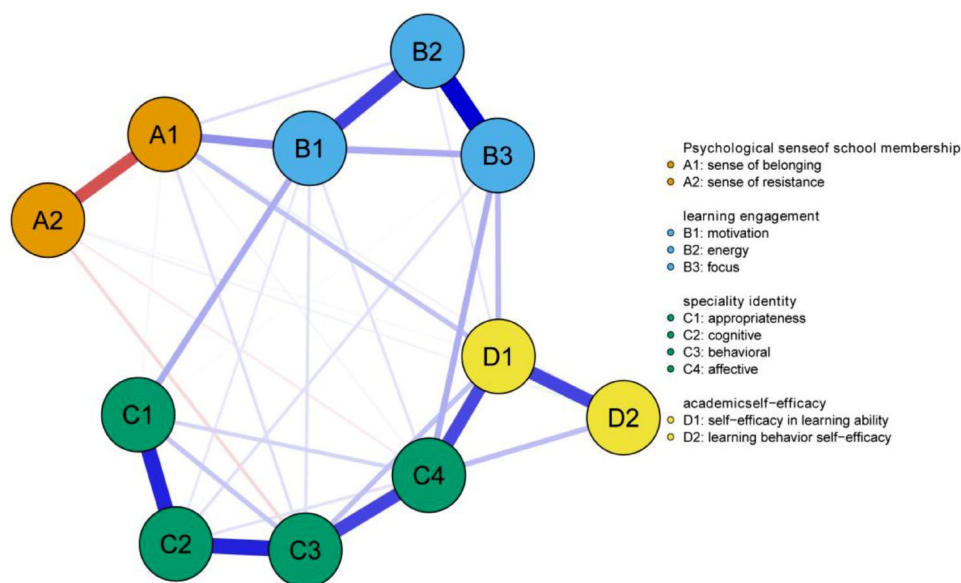 B2
A1
B1
B3
A2
D1
C1
D2
C4
C2
C3
Psychological senseof school membership
A1: sense of belonging
A2: sense of resistance
learning engagement
B1: motivation
B2: energy
B3: focus
speciality identity
C1: appropriateness
C2: cognitive
C3: behavioral
C4: affective
academicself−efficacy
D1: self−efficacy in learning ability
D2: learning behavior self−efficacy